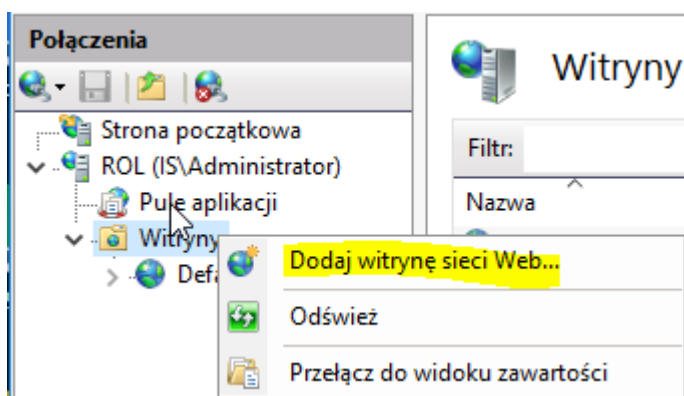 Połączenia
Strona początkowa
ROL (IS\Administrator)
Pule aplikacji
Witryny
Defa
Witryny
Filtr:
Nazwa
Dodaj witrynę sieci Web...
Odśwież
Przełącz do widoku zawartości